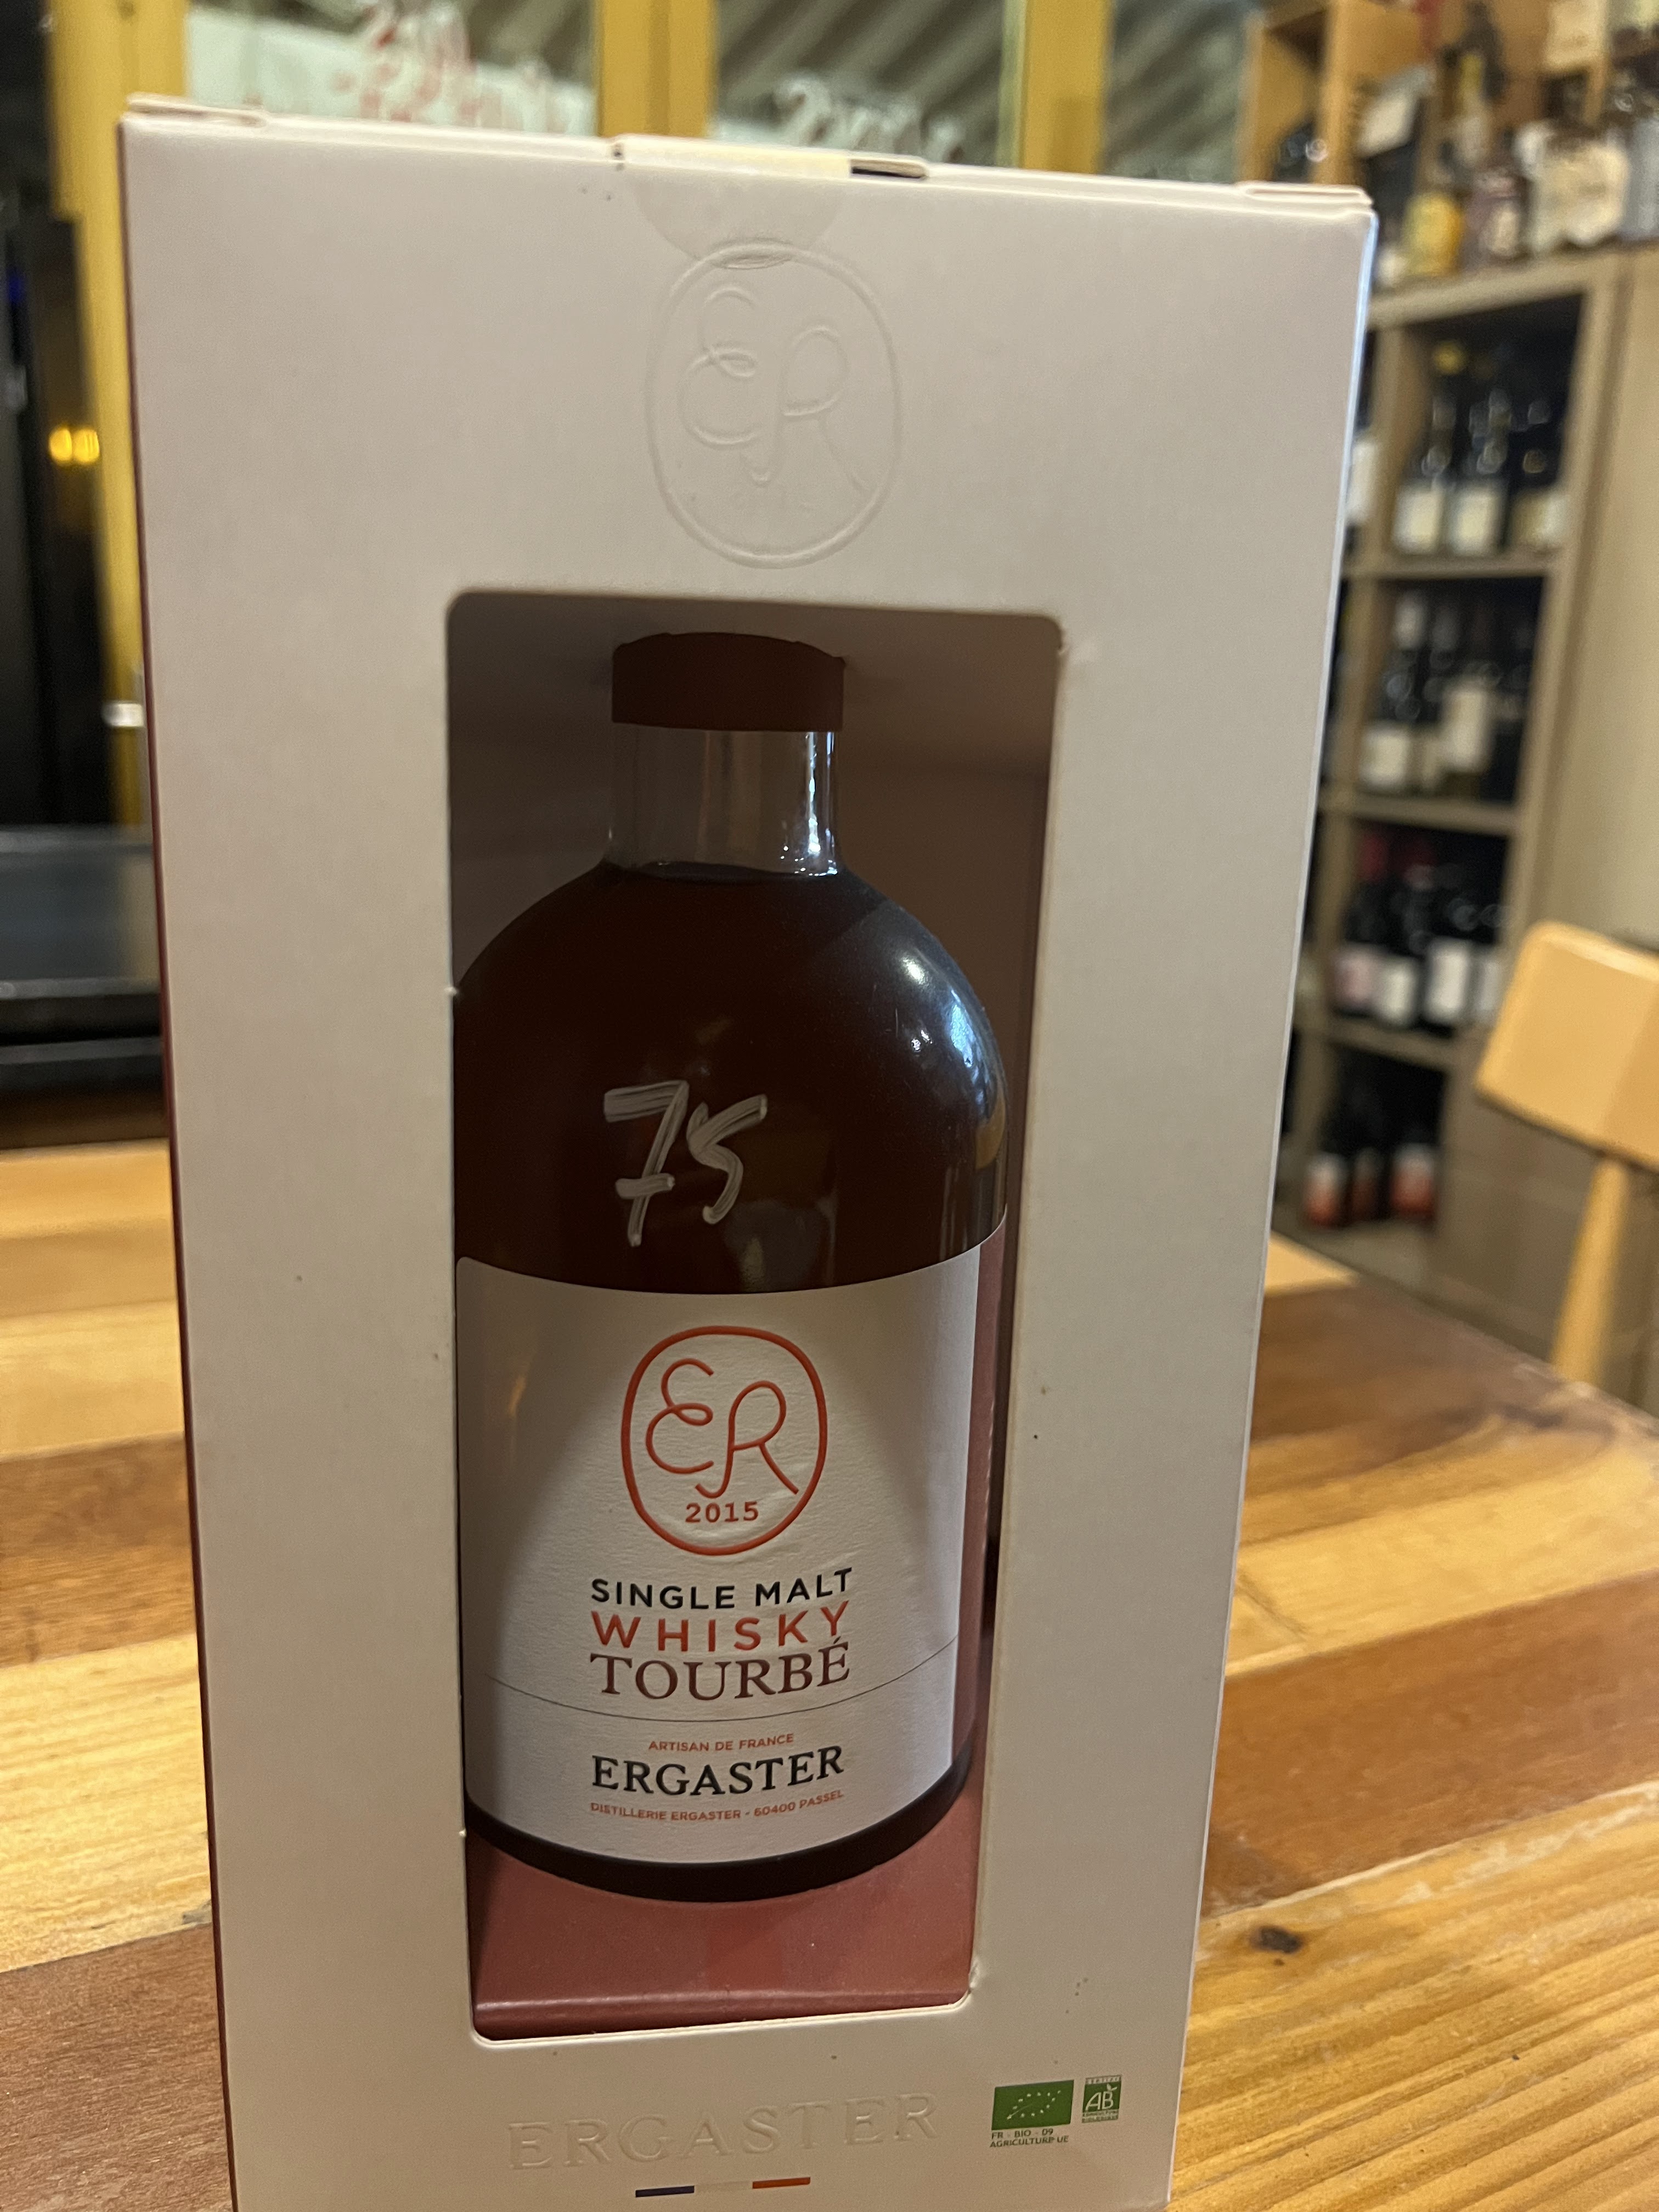 ER
75
ER
2015
SINGLE MALT
WHISKY
TOURBÉ
ARTISAN DE FRANCE
ERGASTER
DISTILLERIE ERGASTER - 60400 PASSEL
ERGASTER
AB
FR - BIO - 09
AGRICULTURE UE